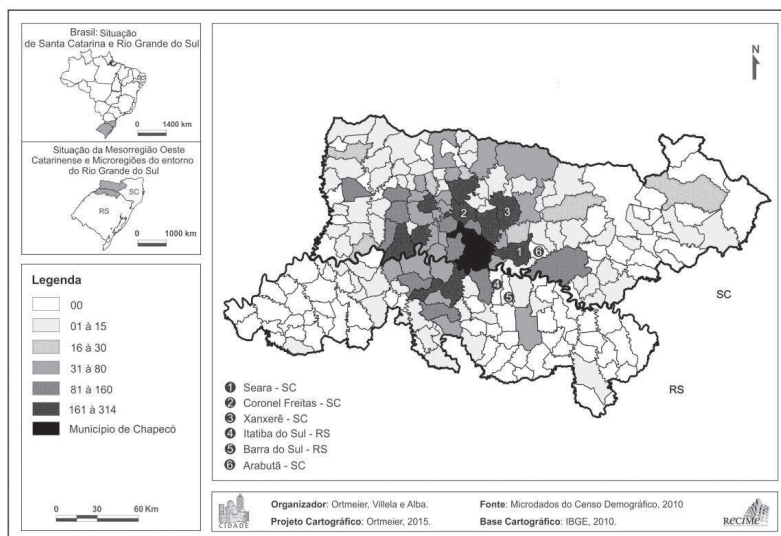 Brasil: Situação
de Santa Catarina e Rio Grande do Sul
0 1400 km
Situação da Mesorregião Oeste
Catarinense e Microregiões do entorno
do Rio Grande do Sul
SC
RS
0 1000 km
Legenda
00
01 à 15
16 à 30
31 à 80
81 à 160
161 à 314
Município de Chapecó
0 30 60 Km
N
2
3
1
6
4
5
SC
RS
1 Seara - SC
2 Coronel Freitas - SC
3 Xanxerê - SC
4 Itatiba do Sul - RS
5 Barra do Sul - RS
6 Arabutã - SC
CIDADE
Organizador: Ortmeier, Villela e Alba.
Projeto Cartográfico: Ortmeier, 2015.
Fonte: Microdados do Censo Demográfico, 2010
Base Cartográfico: IBGE, 2010.
ReCiMe